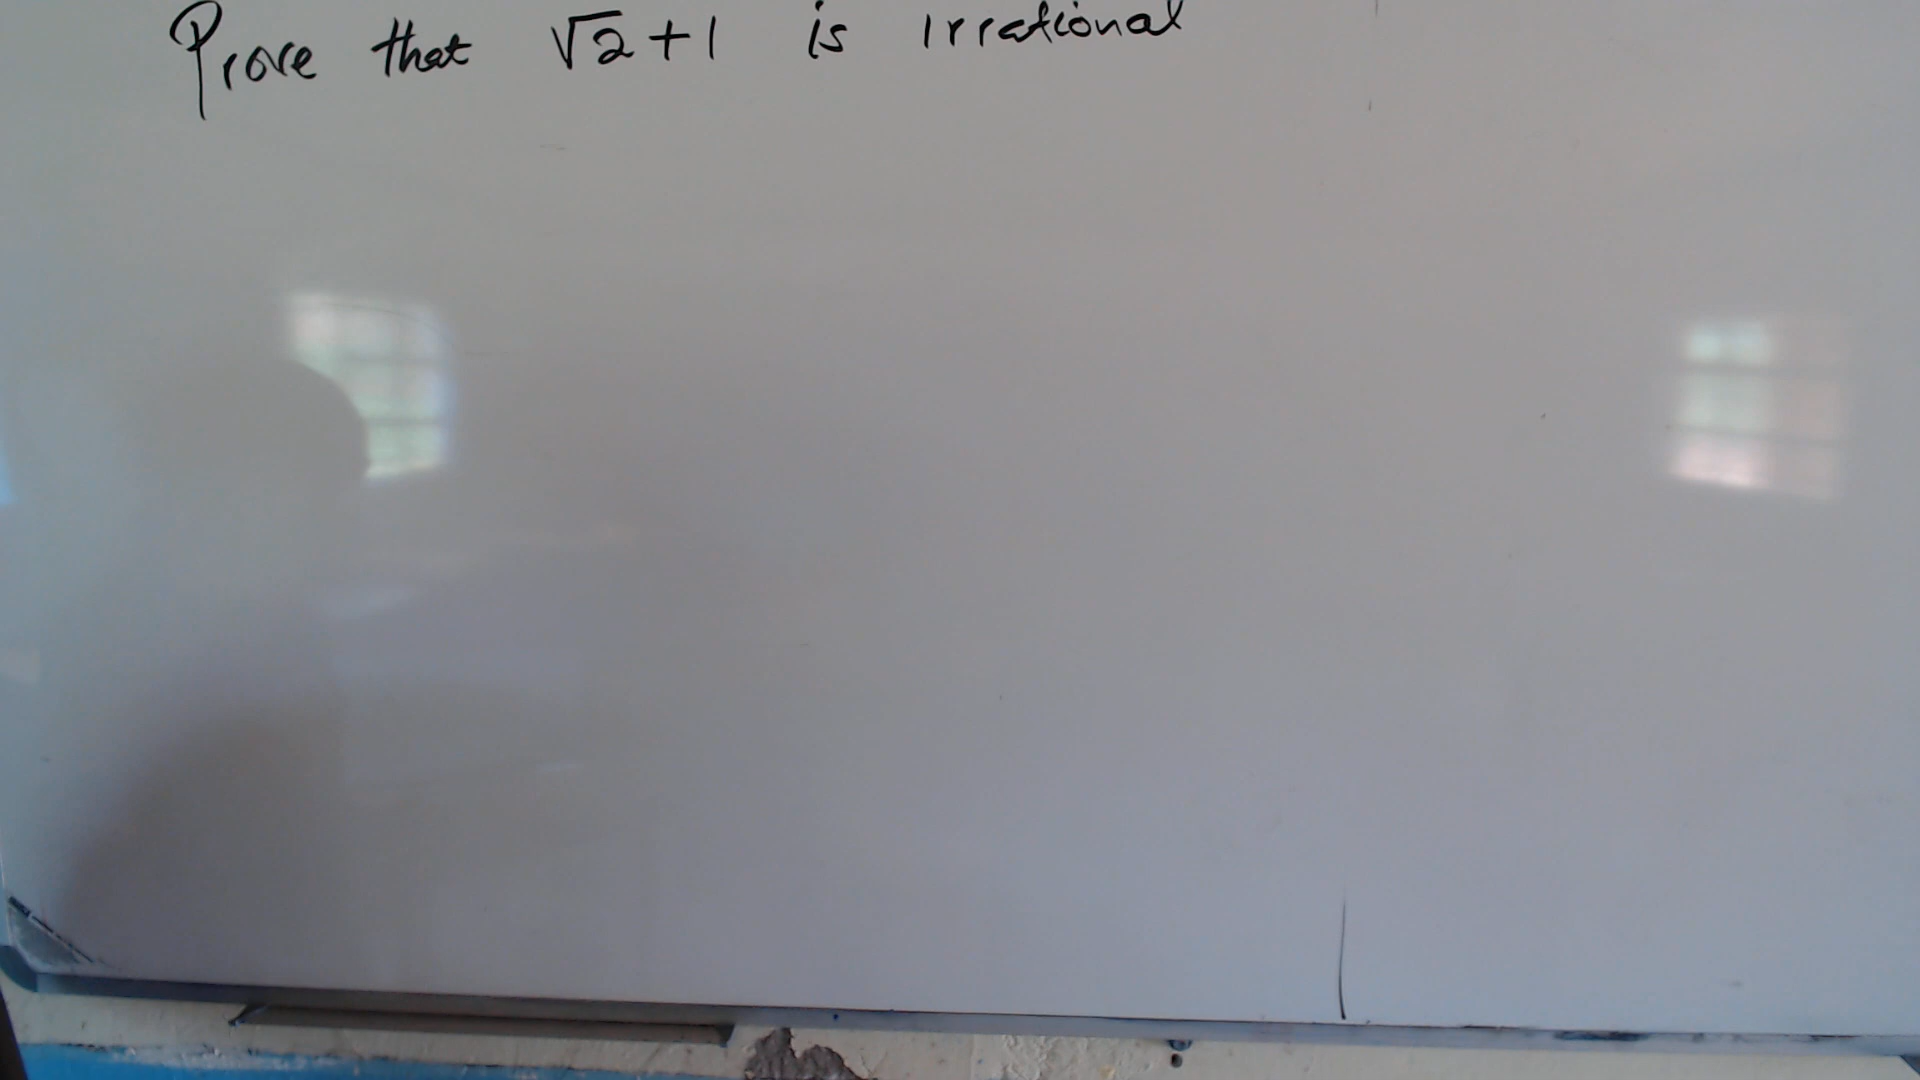 Prove that √2 + 1 is irrational